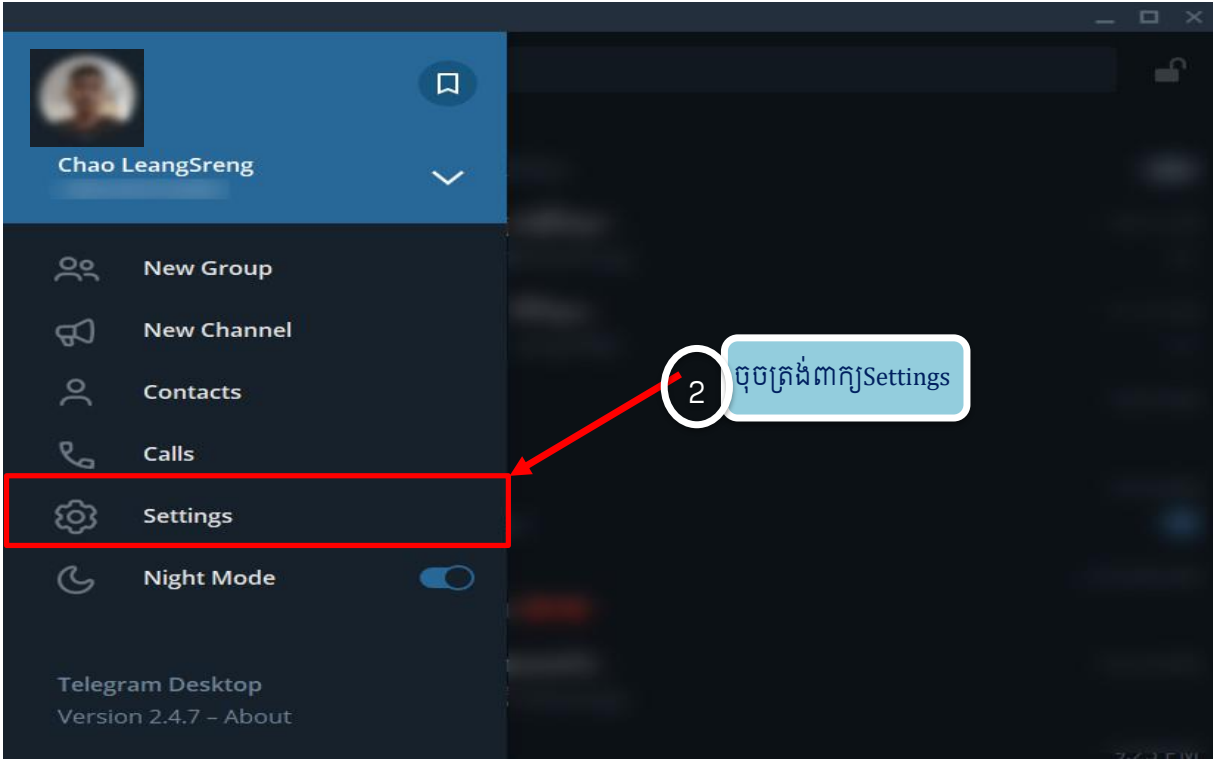 Chao LeangSreng
New Group
New Channel
Contacts
Calls
Settings
Night Mode
Telegram Desktop
Version 2.4.7 – About
2
ចុចត្រង់ពាក្យSettings